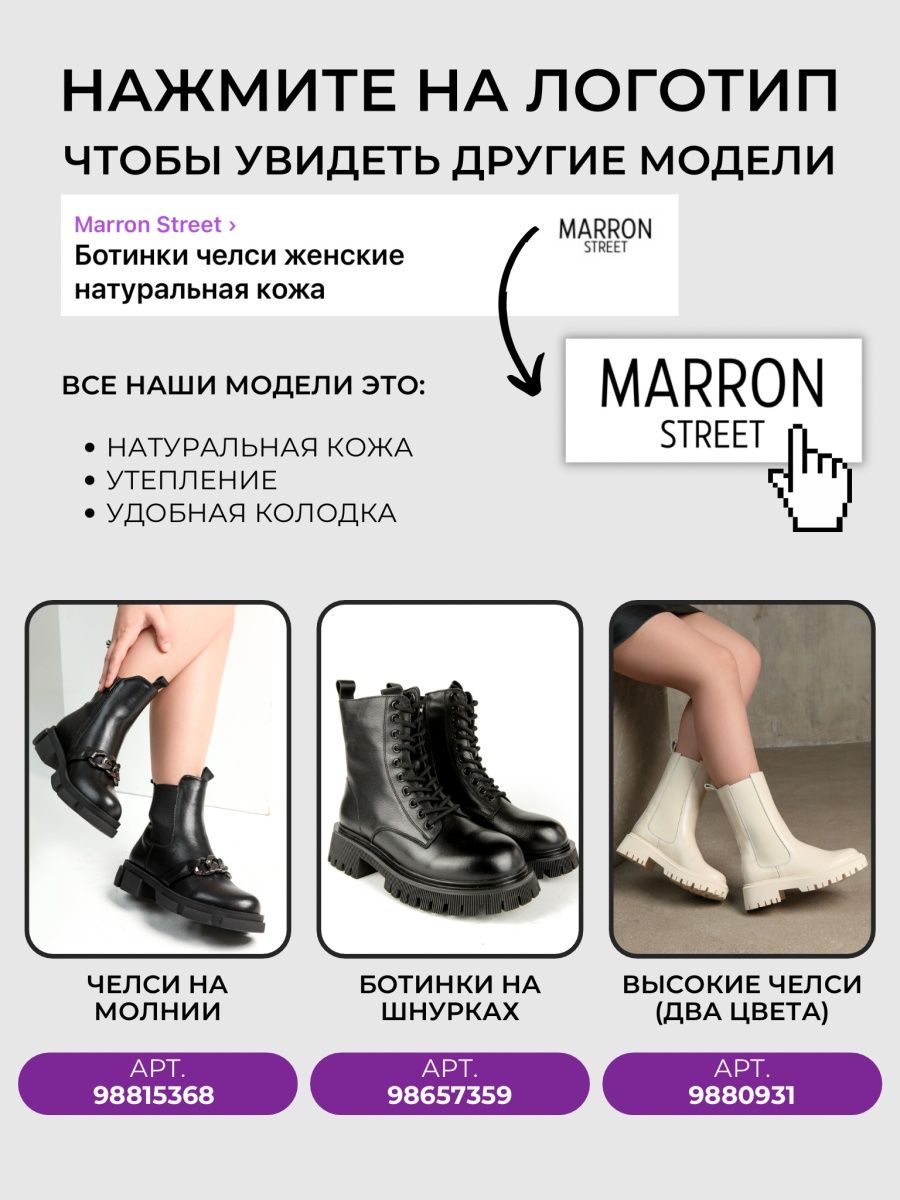 НАЖМИТЕ НА ЛОГОТИП
ЧТОБЫ УВИДЕТЬ ДРУГИЕ МОДЕЛИ
Marron Street ›
Ботинки челси женские
натуральная кожа
MARRON
STREET
MARRON
STREET
ВСЕ НАШИ МОДЕЛИ ЭТО:
• НАТУРАЛЬНАЯ КОЖА
• УТЕПЛЕНИЕ
• УДОБНАЯ КОЛОДКА
ЧЕЛСИ НА
МОЛНИИ
АРТ.
98815368
БОТИНКИ НА
ШНУРКАХ
АРТ.
98657359
ВЫСОКИЕ ЧЕЛСИ
(ДВА ЦВЕТА)
АРТ.
9880931